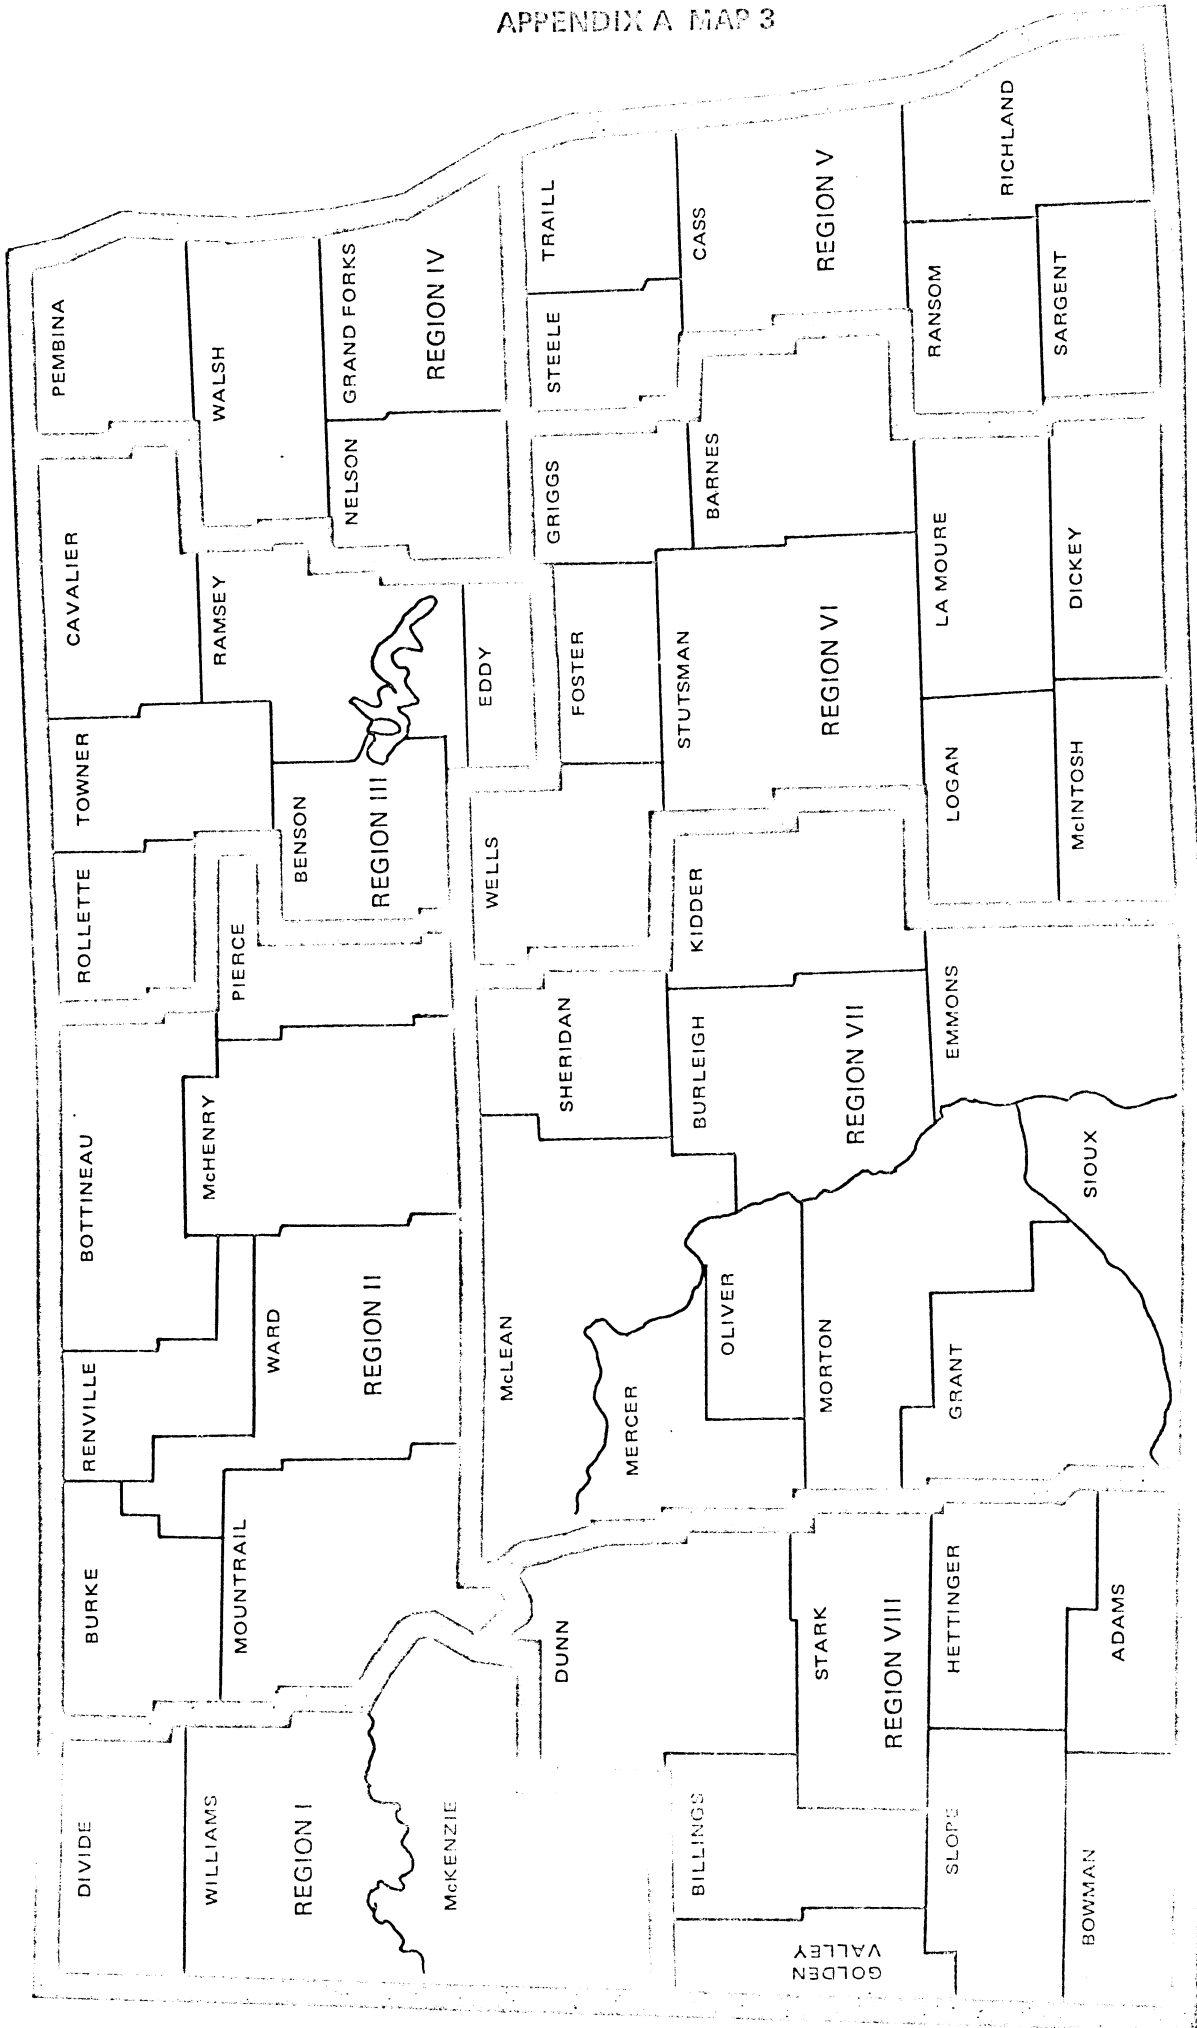 APPENDIX A MAP 3
DIVIDE
WILLIAMS
REGION I
McKENZIE
BURKE
RENVILLE
BOTTINEAU
MOUNTRAIL
WARD
McHENRY
PIERCE
REGION II
ROLLETTE
TOWNER
CAVALIER
RAMSEY
BENSON
REGION III
EDDY
PEMBINA
WALSH
GRAND FORKS
NELSON
REGION IV
TRAILL
STEELE
CASS
REGION V
RANSOM
RICHLAND
SARGENT
GRIGGS
BARNES
WELLS
FOSTER
STUTSMAN
REGION VI
LOGAN
LA MOURE
McINTOSH
DICKEY
McLEAN
SHERIDAN
KIDDER
BURLEIGH
MERCER
OLIVER
MORTON
REGION VII
EMMONS
GRANT
SIOUX
DUNN
BILLINGS
GOLDEN
VALLEY
STARK
REGION VIII
SLOPE
HETTINGER
BOWMAN
ADAMS